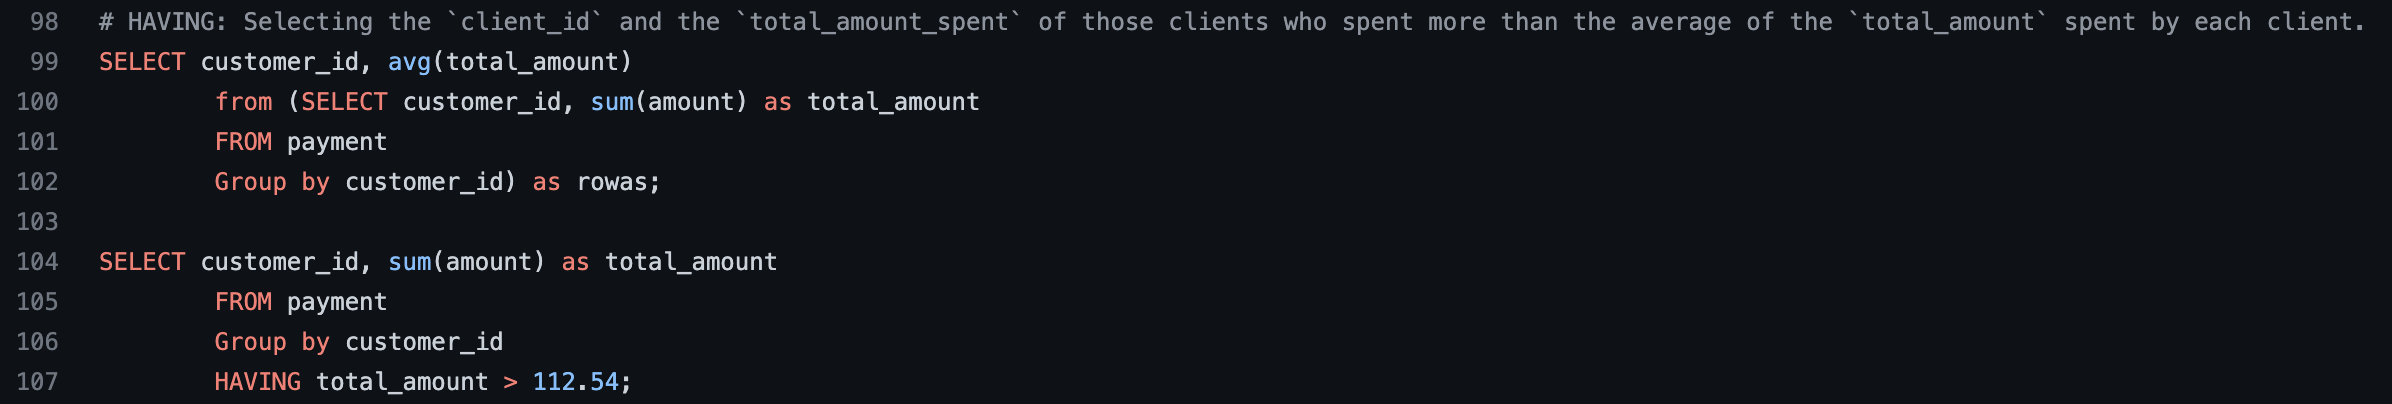 98 # HAVING: Selecting the `client_id` and the `total_amount_spent` of those clients who spent more than the average of the `total_amount` spent by each client.
99 SELECT customer_id, avg(total_amount)
100 from (SELECT customer_id, sum(amount) as total_amount
101 FROM payment
102 Group by customer_id) as rowas;
103
104 SELECT customer_id, sum(amount) as total_amount
105 FROM payment
106 Group by customer_id
107 HAVING total_amount > 112.54;